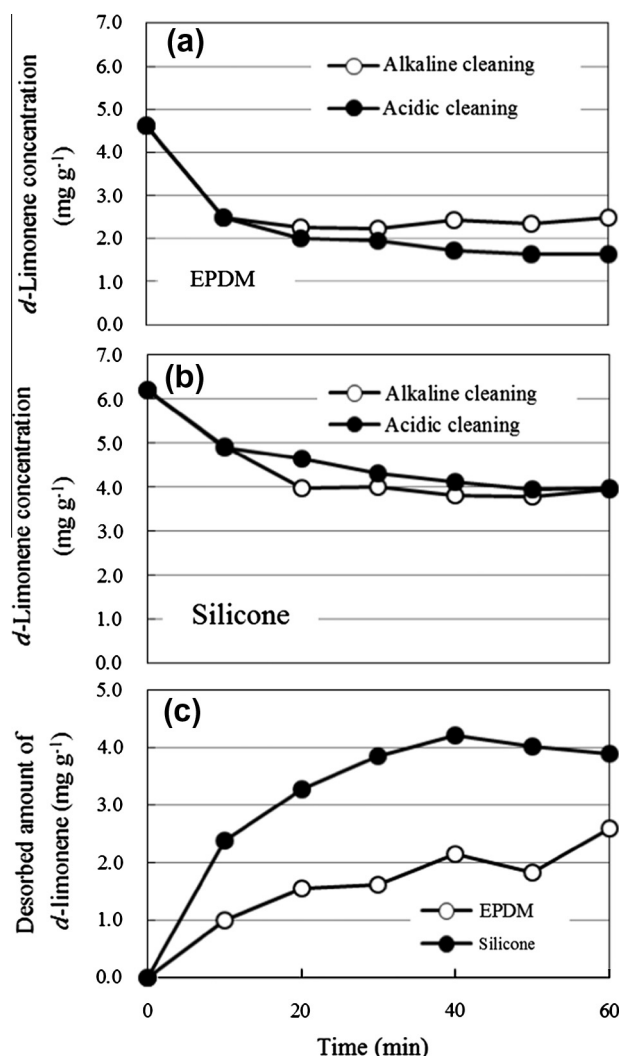 (a)
7.0
6.0
5.0
4.0
3.0
2.0
1.0
0.0
d-Limonene concentration
(mg g-1)
Alkaline cleaning
Acidic cleaning
EPDM
(b)
7.0
6.0
5.0
4.0
3.0
2.0
1.0
0.0
d-Limonene concentration
(mg g-1)
Alkaline cleaning
Acidic cleaning
Silicone
(c)
5.0
4.0
3.0
2.0
1.0
0.0
Desorbed amount of
d-limonene (mg g-1)
EPDM
Silicone
0 20 40 60
Time (min)